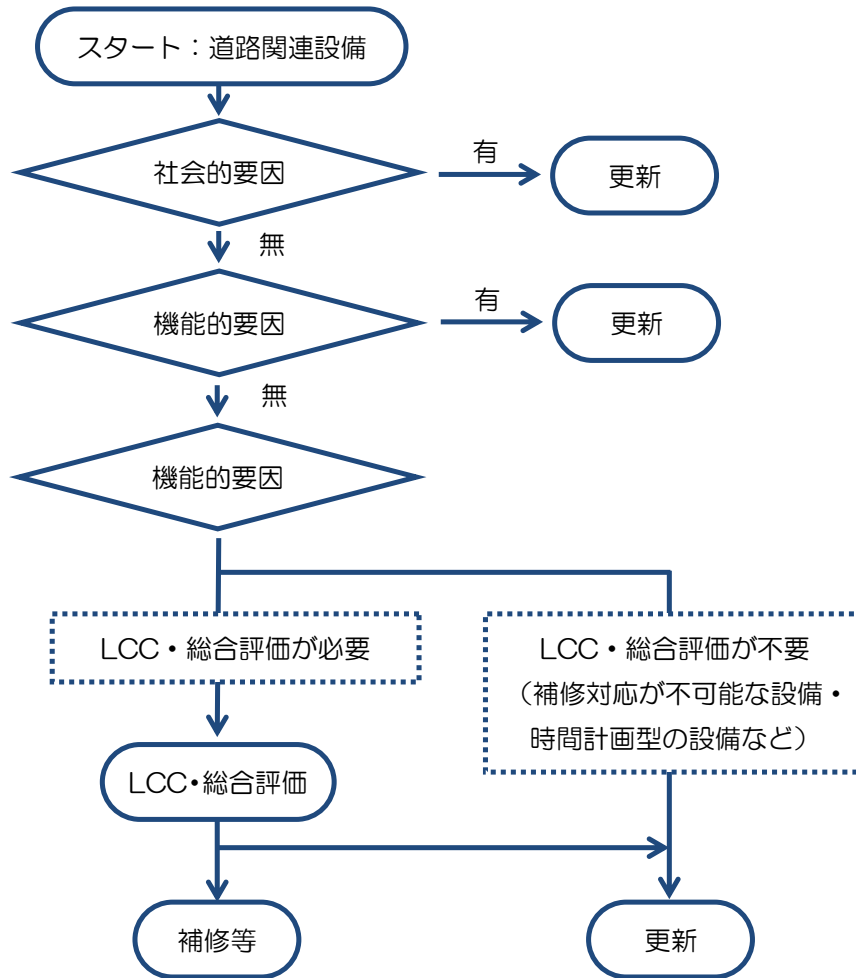 スタート：道路関連設備
社会的要因
有
更新
無
機能的要因
有
更新
無
機能的要因
LCC・総合評価が必要
LCC・総合評価が不要
（補修対応が不可能な設備・
時間計画型の設備など）
LCC・総合評価
補修等
更新